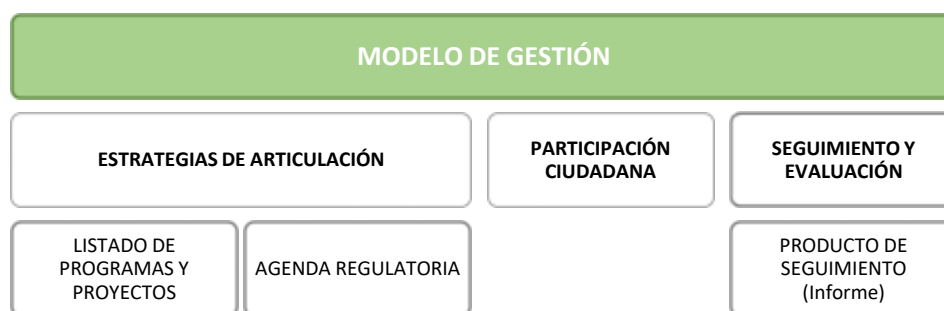 MODELO DE GESTIÓN
ESTRATEGIAS DE ARTICULACIÓN
PARTICIPACIÓN
CIUDADANA
SEGUIMIENTO Y
EVALUACIÓN
LISTADO DE
PROGRAMAS Y
PROYECTOS
AGENDA REGULATORIA
PRODUCTO DE
SEGUIMIENTO
(Informe)